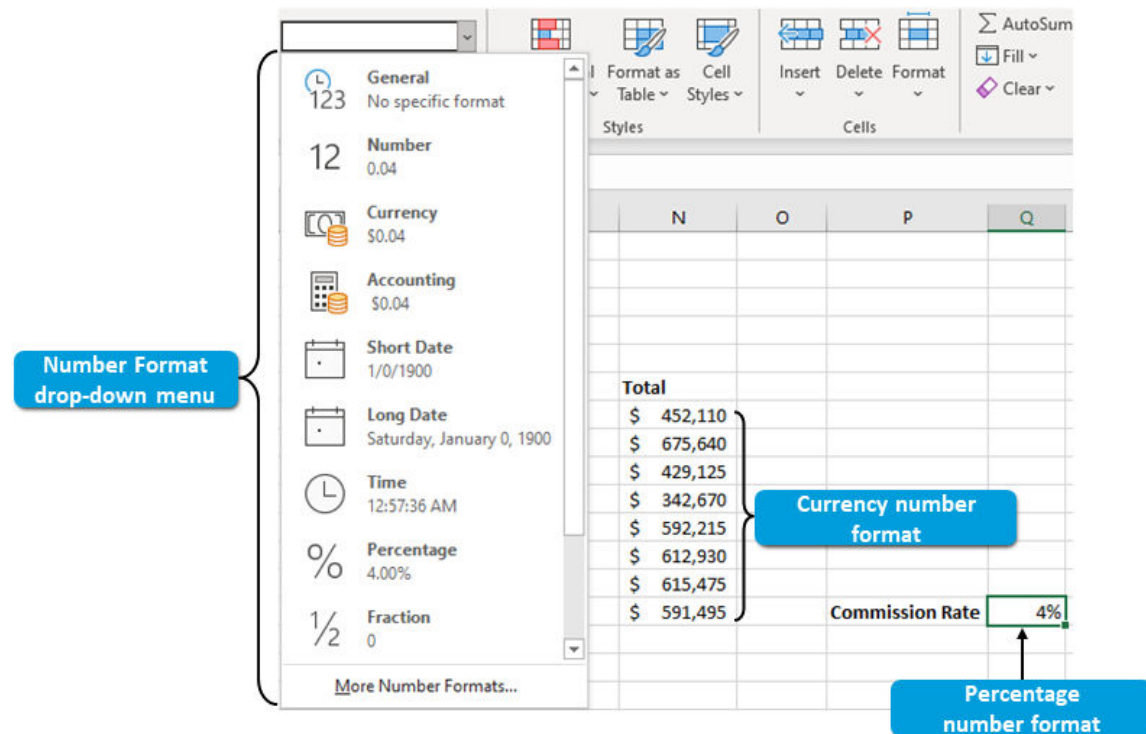 AutoSum
Fill
Clear
l Format as Cell Insert Delete Format
Table Styles
Styles Cells
General
123 No specific format
12 Number
0.04
Currency
$0.04
Accounting
$0.04
Short Date
1/0/1900
Long Date
Saturday, January 0, 1900
Time
12:57:36 AM
Percentage
% 4.00%
Fraction
1/2 0
More Number Formats...
Number Format
drop-down menu
N O P Q
Total
$ 452,110
$ 675,640
$ 429,125
$ 342,670
$ 592,215
$ 612,930
$ 615,475
$ 591,495
Currency number
format
Commission Rate 4%
Percentage
number format